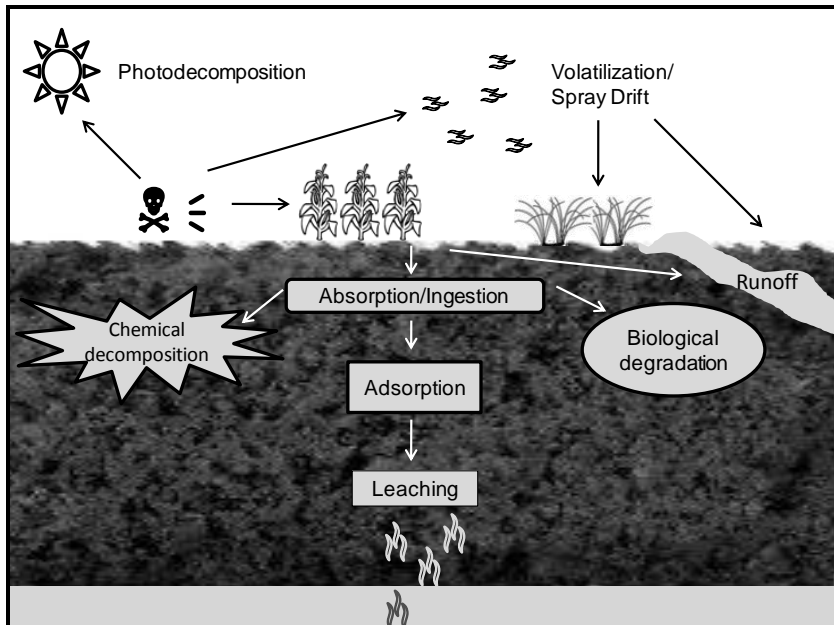 Photodecomposition
Volatilization/
Spray Drift
Runoff
Absorption/Ingestion
Chemical
decomposition
Biological
degradation
Adsorption
Leaching